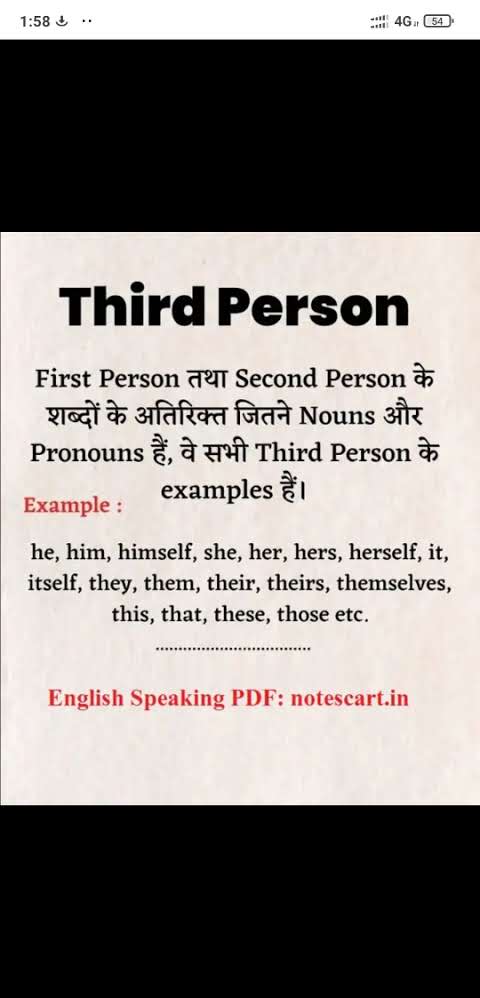 1:58
4G
54
Third Person
First Person तथा Second Person के
शब्दों के अतिरिक्त जितने Nouns और
Pronouns हैं, वे सभी Third Person के
examples हैं।
Example :
he, him, himself, she, her, hers, herself, it,
itself, they, them, their, theirs, themselves,
this, that, these, those etc.
...................................
English Speaking PDF: notescart.in